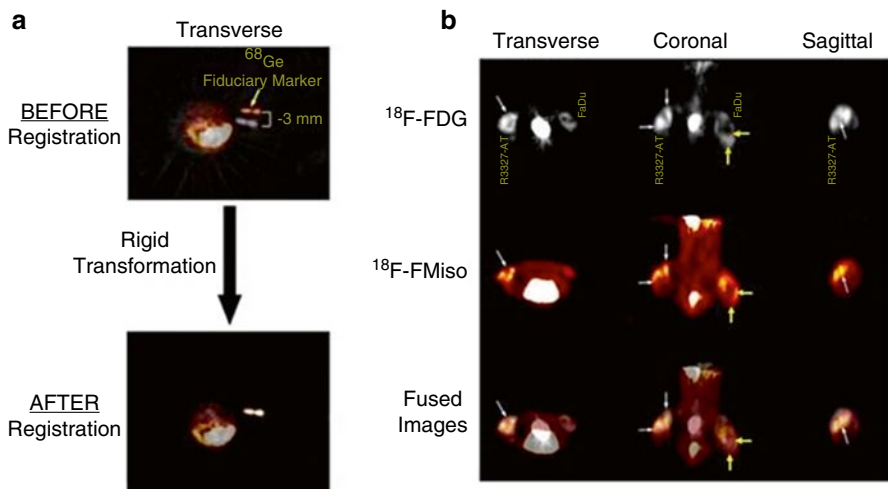 a
Transverse
68Ge
Fiduciary Marker
-3 mm
BEFORE
Registration
Rigid
Transformation
AFTER
Registration
b
Transverse
Coronal
Sagittal
18F-FDG
R3327-AT
FaDu
R3327-AT
FaDu
R3327-AT
18F-FMiso
Fused
Images